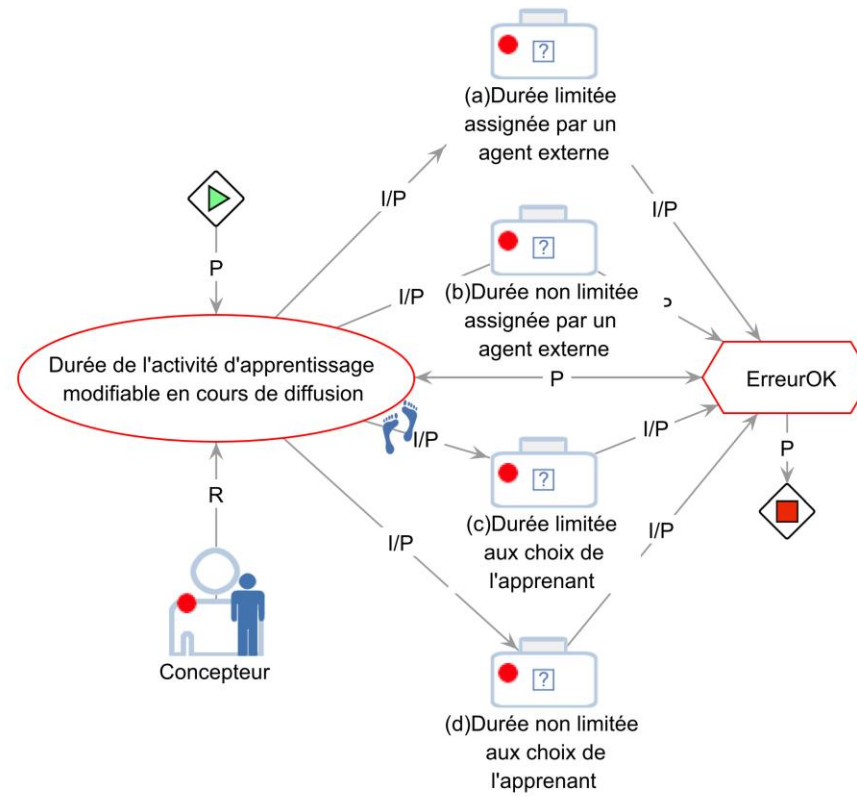 ?
(a)Durée limitée
assignée par un
agent externe
I/P
I/P
P
?
I/P
(b)Durée non limitée
assignée par un
agent externe
Durée de l'activité d'apprentissage
modifiable en cours de diffusion
P
ErreurOK
I/P
I/P
P
?
R
(c)Durée limitée
aux choix de
l'apprenant
I/P
I/P
Concepteur
?
(d)Durée non limitée
aux choix de
l'apprenant